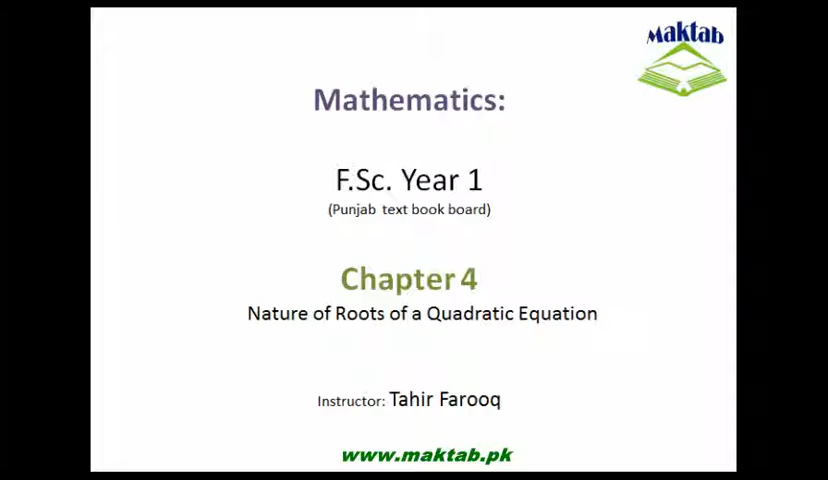 Maktab
Mathematics:
F.Sc. Year 1
(Punjab text book board)
Chapter 4
Nature of Roots of a Quadratic Equation
Instructor: Tahir Farooq
www.maktab.pk